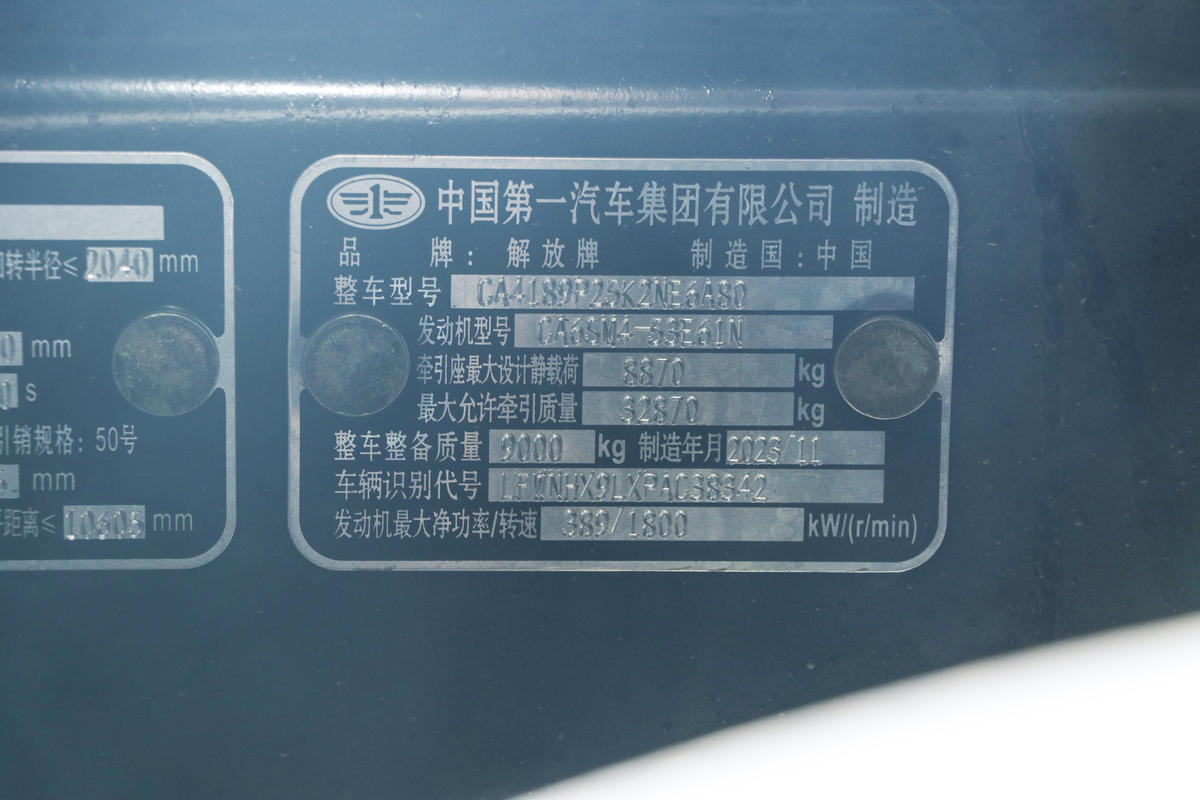 转半径≤ 2040 mm
0 mm
0 s
引销规格: 50号
mm
距离≤ 10605 mm
中国第一汽车集团有限公司 制造
品 牌: 解放牌 制造国: 中国
整车型号 CA4189P25K2NE6A80
发动机型号 CA6SM4-S3E61N
牵引座最大设计静载荷 8870 kg
最大允许牵引质量 32870 kg
整车整备质量 9000 kg 制造年月 2023/11
车辆识别代号 LFWNHX9LXPAC38342
发动机最大净功率/转速 389/1800 kW/(r/min)